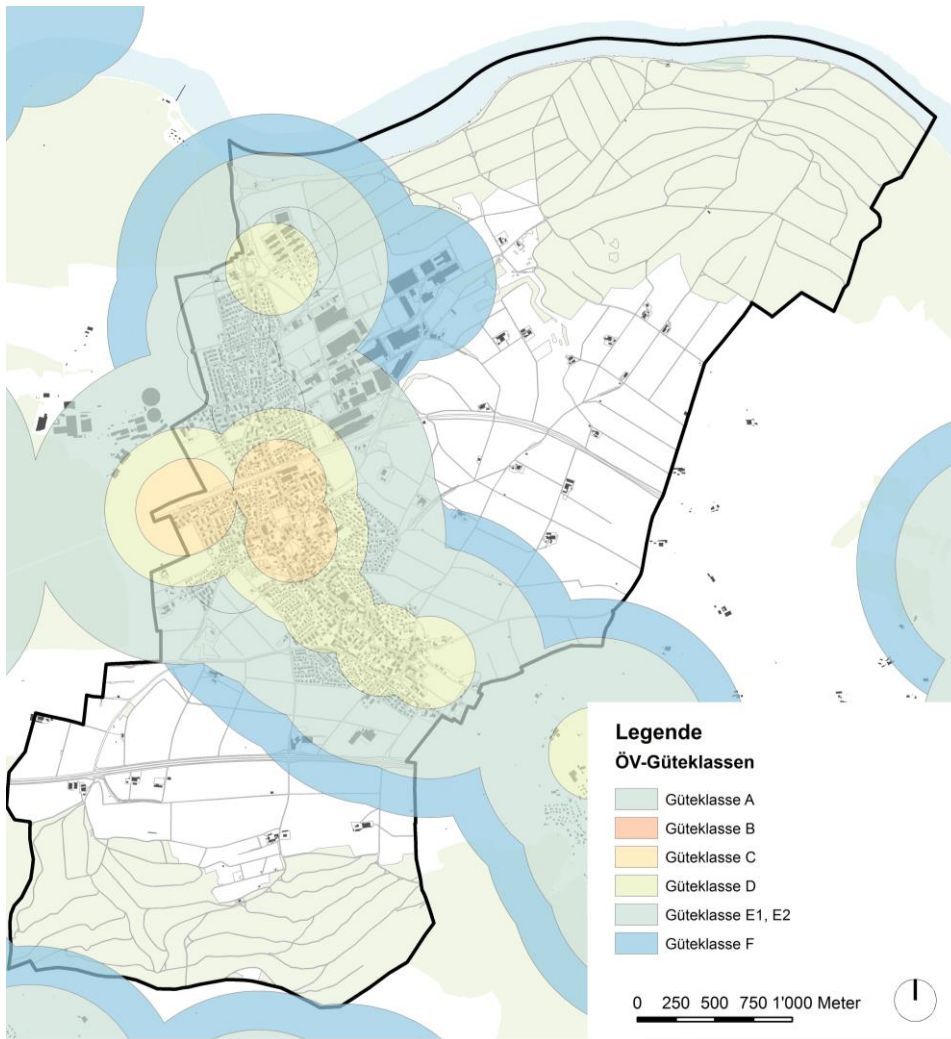 Legende
ÖV-Güteklassen
Güteklasse A
Güteklasse B
Güteklasse C
Güteklasse D
Güteklasse E1, E2
Güteklasse F
0 250 500 750 1'000 Meter